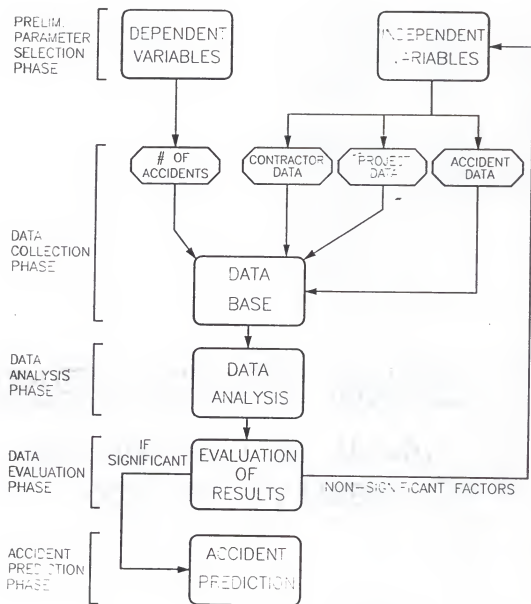 PRELIM.
PARAMETER
SELECTION
PHASE
DEPENDENT
VARIABLES
INDEPENDENT
VARIABLES
# OF
ACCIDENTS
CONTRACTOR
DATA
PROJECT
DATA
ACCIDENT
DATA
DATA
COLLECTION
PHASE
DATA
BASE
DATA
ANALYSIS
PHASE
DATA
ANALYSIS
DATA
EVALUATION
PHASE
IF
SIGNIFICANT
EVALUATION
OF
RESULTS
NON-SIGNIFICANT FACTORS
ACCIDENT
PREDICTION
PHASE
ACCIDENT
PREDICTION